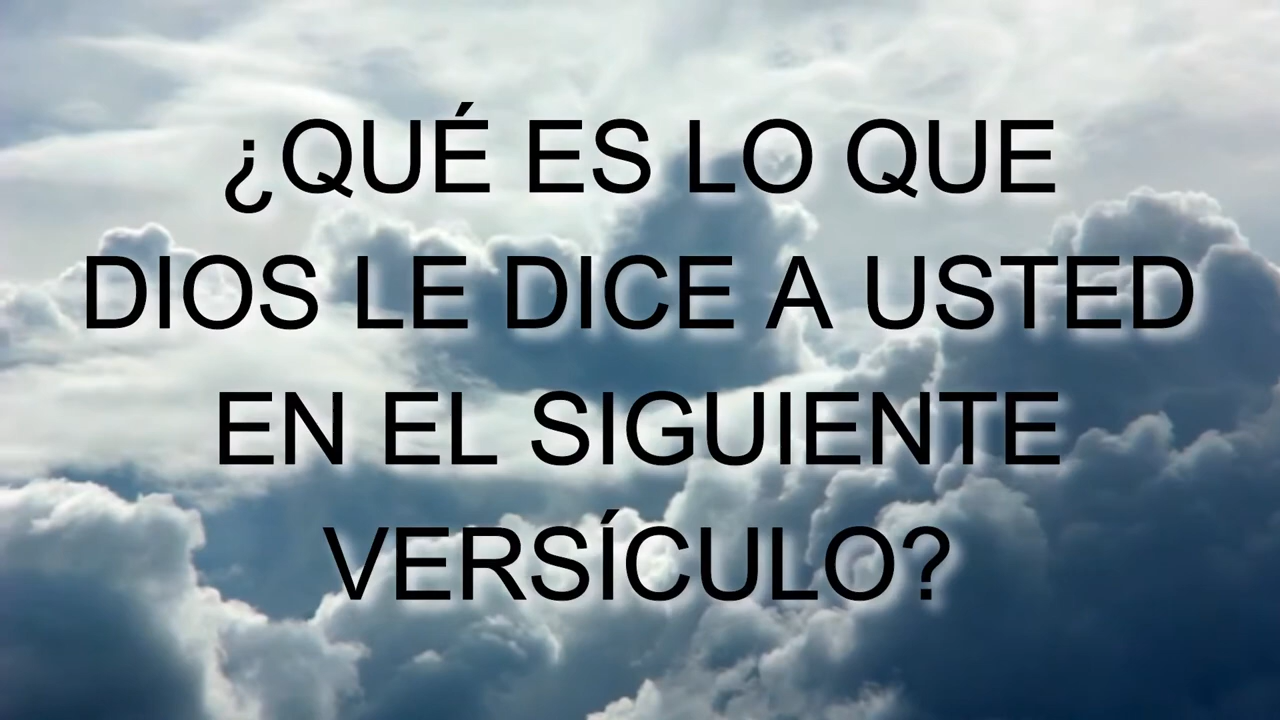 ¿QUÉ ES LO QUE
DIOS LE DICE A USTED
EN EL SIGUIENTE
VERSÍCULO?